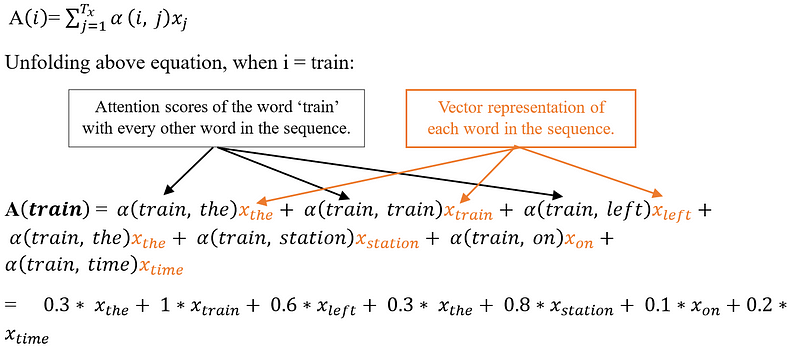 A(i)= ∑_{j=1}^{T_x} α (i, j)x_j
Unfolding above equation, when i = train:
Attention scores of the word ‘train’
with every other word in the sequence.
Vector representation of
each word in the sequence.
A(train) = α(train, the)x_the + α(train, train)x_train + α(train, left)x_left +
α(train, the)x_the + α(train, station)x_station + α(train, on)x_on +
α(train, time)x_time
= 0.3 * x_the + 1 * x_train + 0.6 * x_left + 0.3 * x_the + 0.8 * x_station + 0.1 * x_on + 0.2 *
x_time